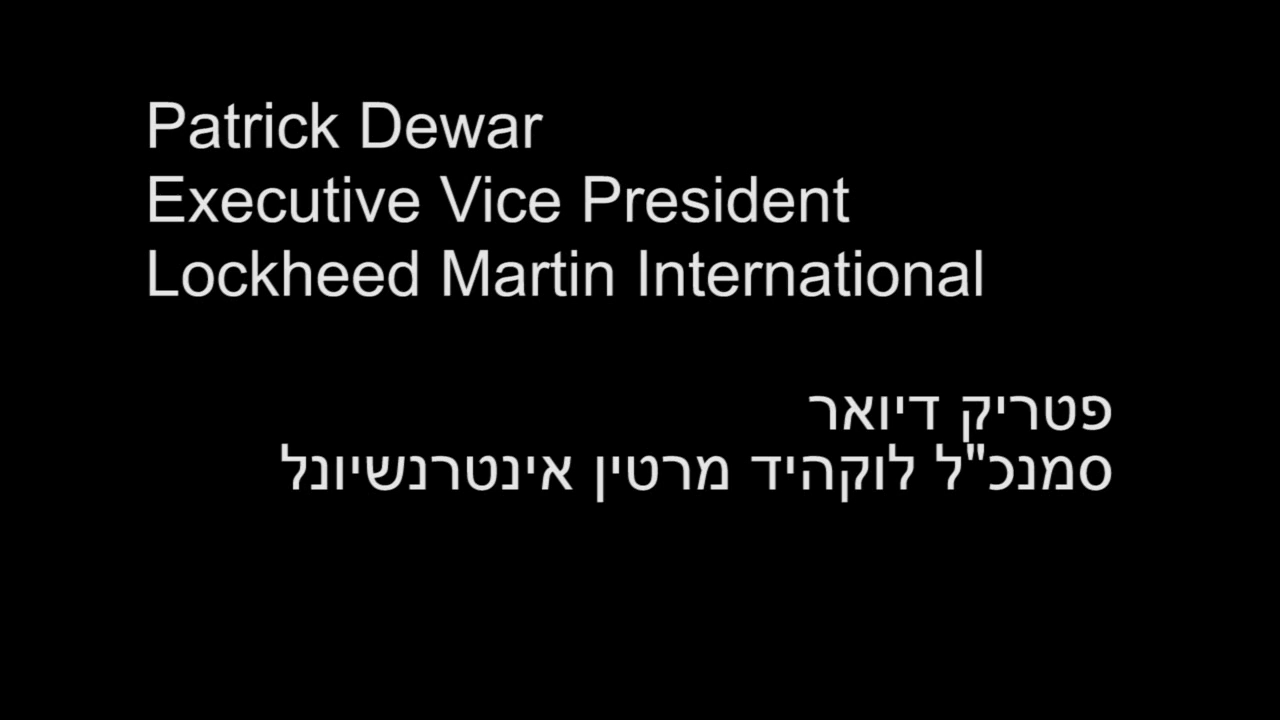 Patrick Dewar
Executive Vice President
Lockheed Martin International
פטריק דיואר
סמנכ"ל לוקהיד מרטין אינטרנשיונל